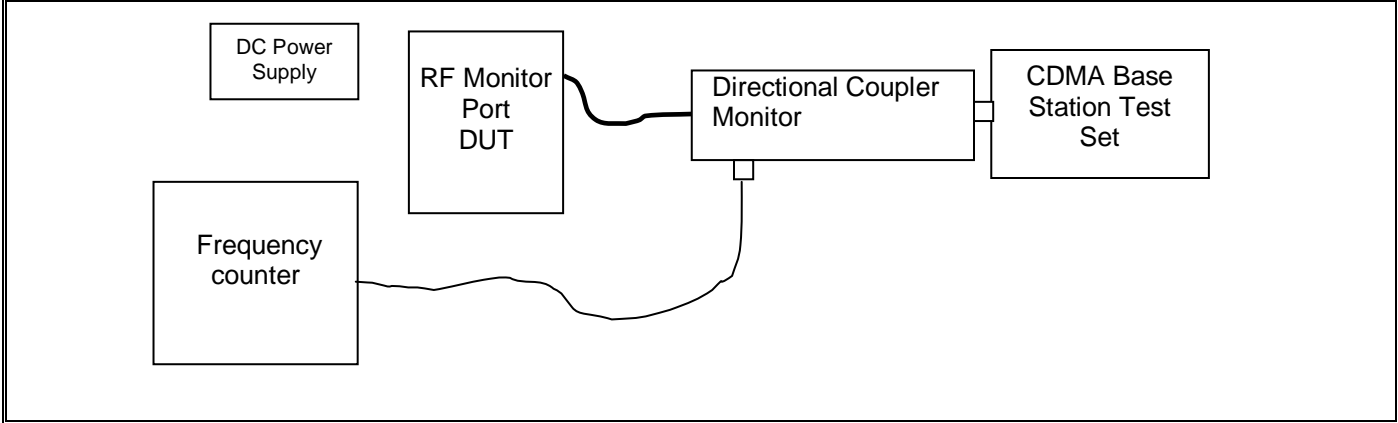 DC Power
Supply
RF Monitor
Port
DUT
Directional Coupler
Monitor
CDMA Base
Station Test
Set
Frequency
counter